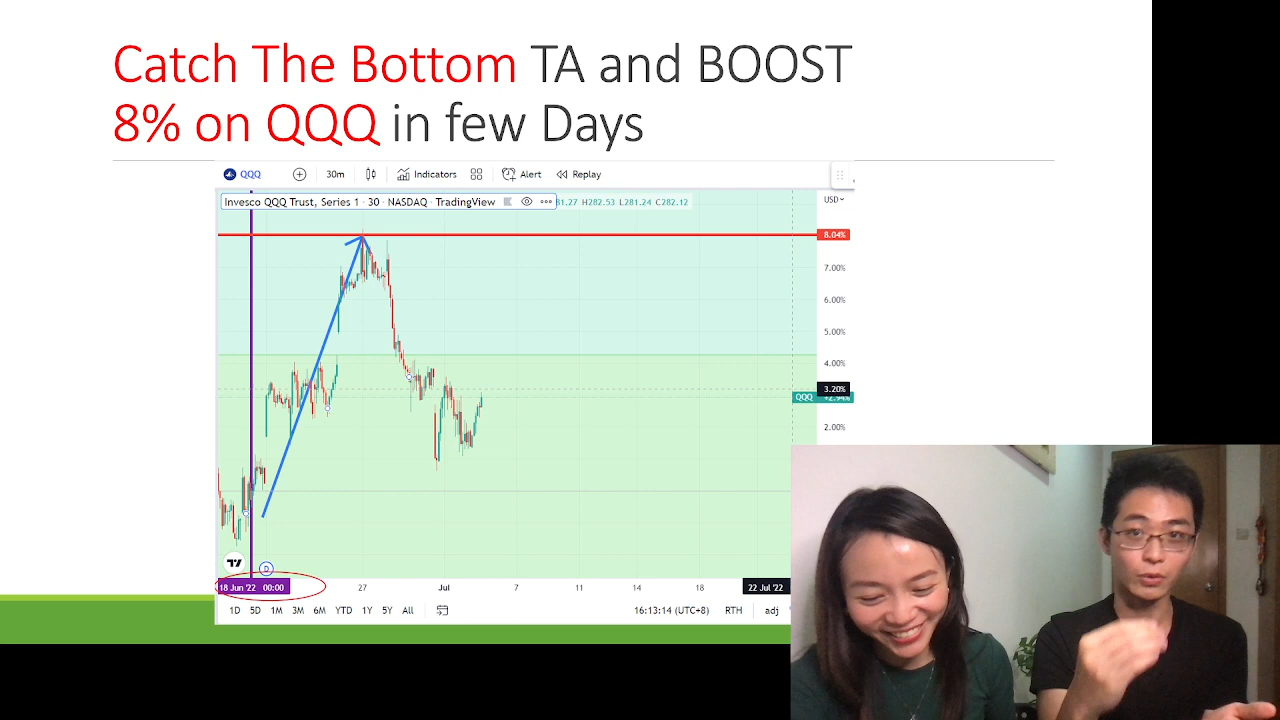 Catch The Bottom TA and BOOST
8% on QQQ in few Days
QQQ 30m Indicators Alert Replay
Invesco QQQ Trust, Series 1 · 30 · NASDAQ · TradingView 81.27 H282.53 L281.24 C282.12
USD
8.04%
7.00%
6.00%
5.00%
4.00%
3.20%
QQQ +2.94%
2.00%
D
18 Jun '22 00:00 27 Jul 7 11 14 18 22 Jul '22
1D 5D 1M 3M 6M YTD 1Y 5Y All 16:13:14 (UTC+8) RTH adj